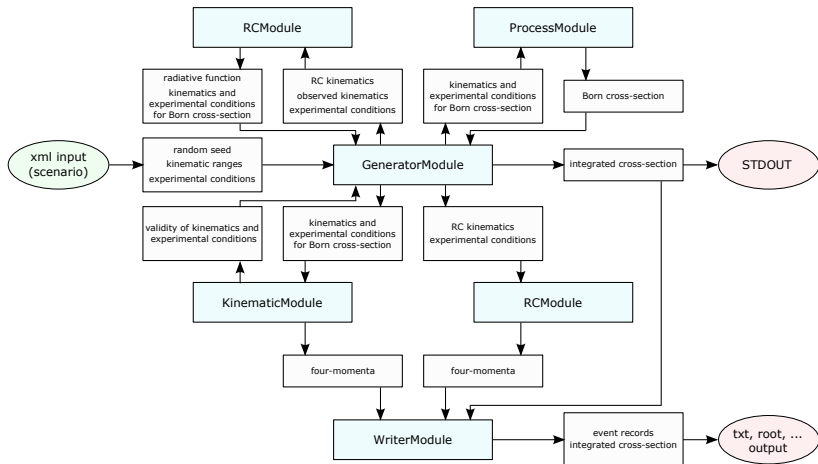 RCModule
ProcessModule
radiative function
kinematics and
experimental conditions
for Born cross-section
RC kinematics
observed kinematics
experimental conditions
kinematics and
experimental conditions
for Born cross-section
Born cross-section
xml input
(scenario)
random seed
kinematic ranges
experimental conditions
GeneratorModule
integrated cross-section
STDOUT
validity of kinematics and
experimental conditions
kinematics and
experimental conditions
for Born cross-section
RC kinematics
experimental conditions
KinematicModule
RCModule
four-momenta
four-momenta
WriterModule
event records
integrated cross-section
txt, root, ...
output